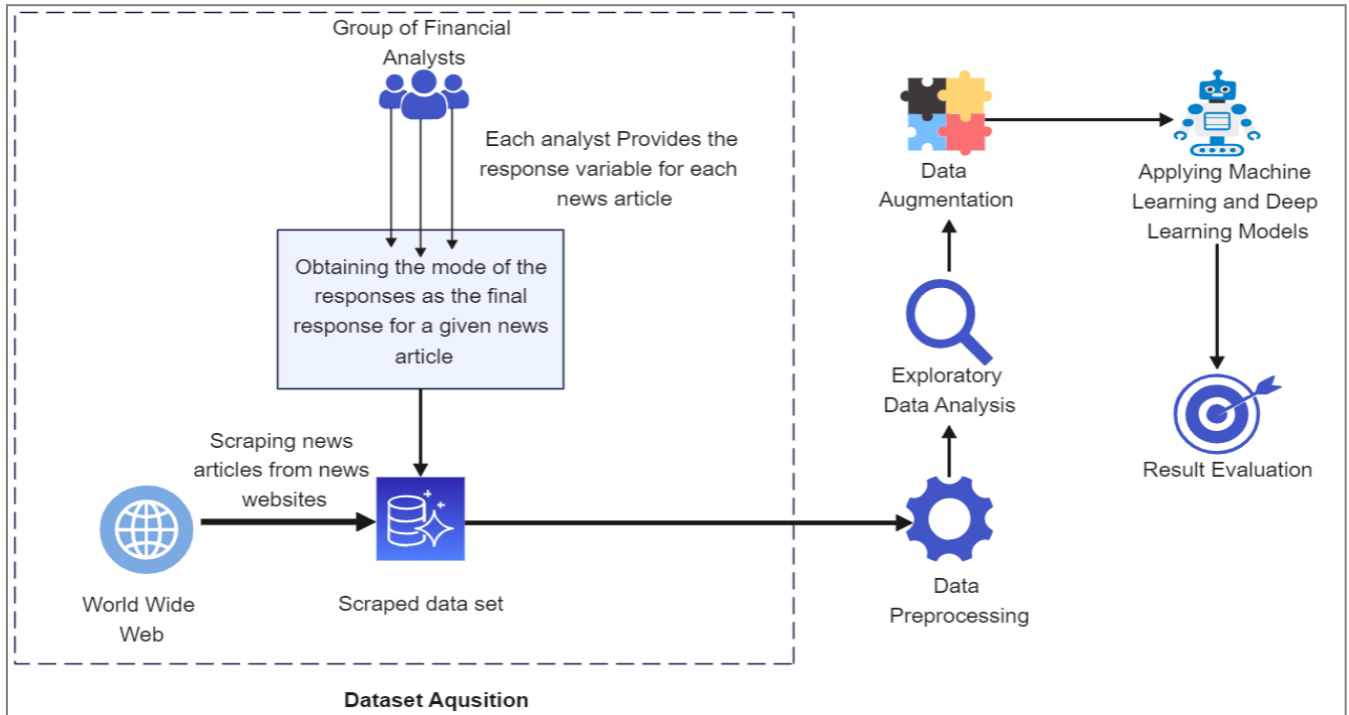 Group of Financial
Analysts
Each analyst Provides the
response variable for each
news article
Obtaining the mode of the
responses as the final
response for a given news
article
Scraping news
articles from news
websites
World Wide
Web
Scraped data set
Dataset Aqusition
Data
Preprocessing
Exploratory
Data Analysis
Data
Augmentation
Applying Machine
Learning and Deep
Learning Models
Result Evaluation